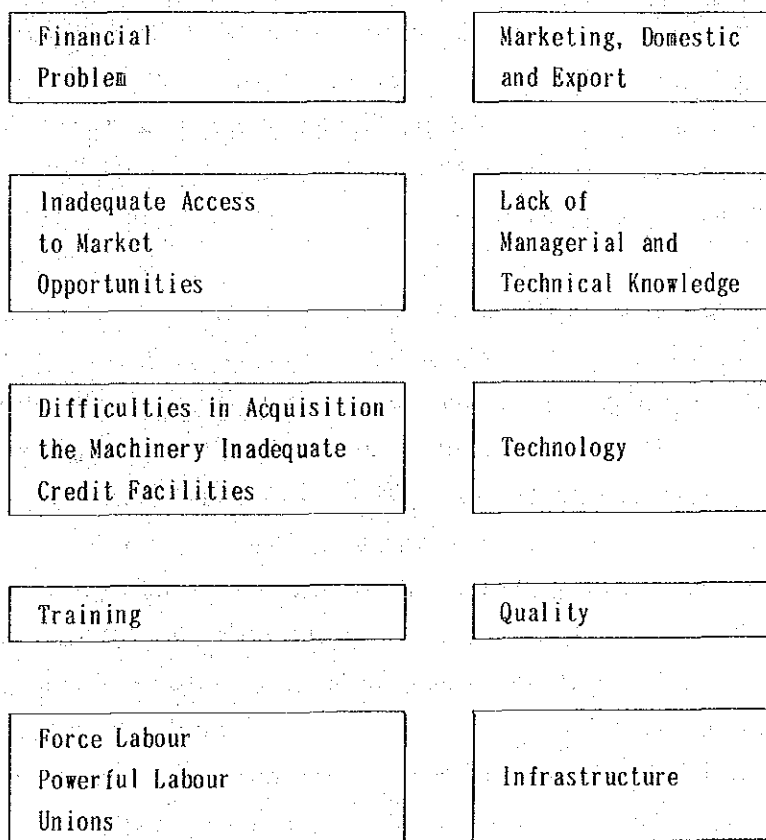 Financial
Problem
Marketing, Domestic
and Export
Inadequate Access
to Market
Opportunities
Lack of
Managerial and
Technical Knowledge
Difficulties in Acquisition
the Machinery Inadequate
Credit Facilities
Technology
Training
Quality
Force Labour
Powerful Labour
Unions
Infrastructure